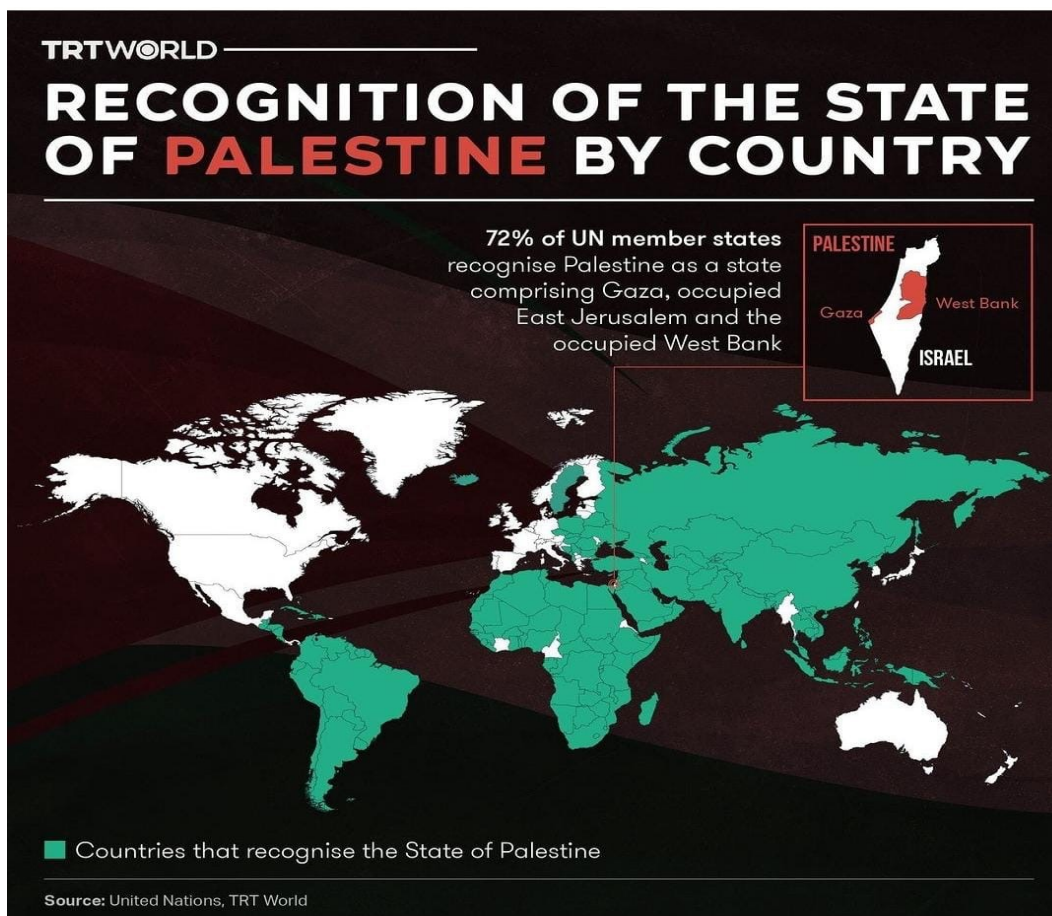 TRTWORLD
RECOGNITION OF THE STATE
OF PALESTINE BY COUNTRY
72% of UN member states
recognise Palestine as a state
comprising Gaza, occupied
East Jerusalem and the
occupied West Bank
PALESTINE
Gaza
West Bank
ISRAEL
Countries that recognise the State of Palestine
Source: United Nations, TRT World